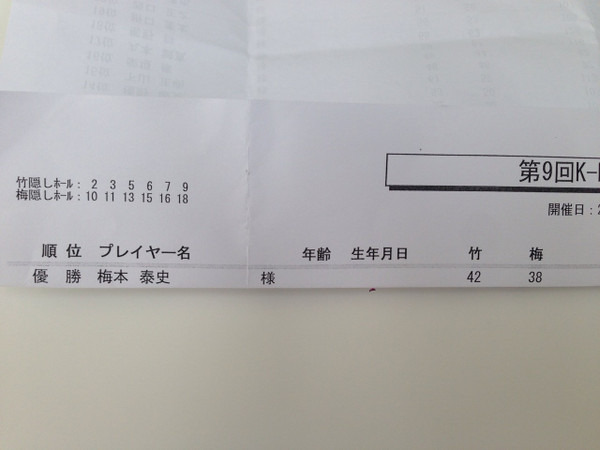 竹隠しﾎｰﾙ: 2 3 5 6 7 9
梅隠しﾎｰﾙ: 10 11 13 15 16 18
第9回K-
開催日:2
順位 プレイヤー名 年齢 生年月日 竹 梅
優勝 梅本 泰史 様 42 38